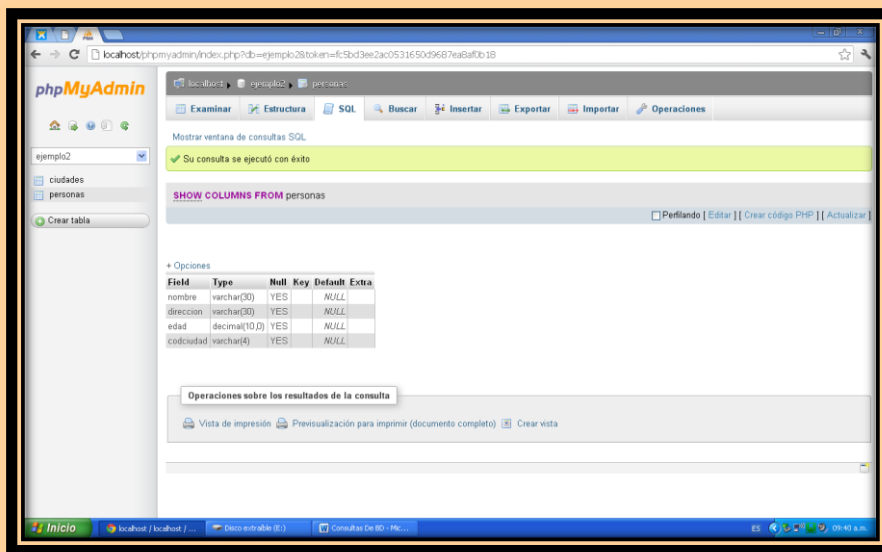 localhost/phpmyadmin/index.php?db=ejemplo2&token=fc5bd3ee2ac0531650d9687ea8af0b18
phpMyAdmin
localhost ejemplo2 personas
Examinar Estructura SQL Buscar Insertar Exportar Importar Operaciones
Mostrar ventana de consultas SQL
ejemplo2
Su consulta se ejecutó con éxito
ciudades
personas
SHOW COLUMNS FROM personas
Crear tabla
Perfilando [ Editar ] [ Crear código PHP ] [ Actualizar ]
+ Opciones
Field Type Null Key Default Extra
nombre varchar(30) YES NULL
direccion varchar(30) YES NULL
edad decimal(10,0) YES NULL
codciudad varchar(4) YES NULL
Operaciones sobre los resultados de la consulta
Vista de impresión Previsualización para imprimir (documento completo) Crear vista
Inicio localhost / localhost / ... Disco extraíble (E:) Consultas De BD - Mic... ES 09:40 a.m.